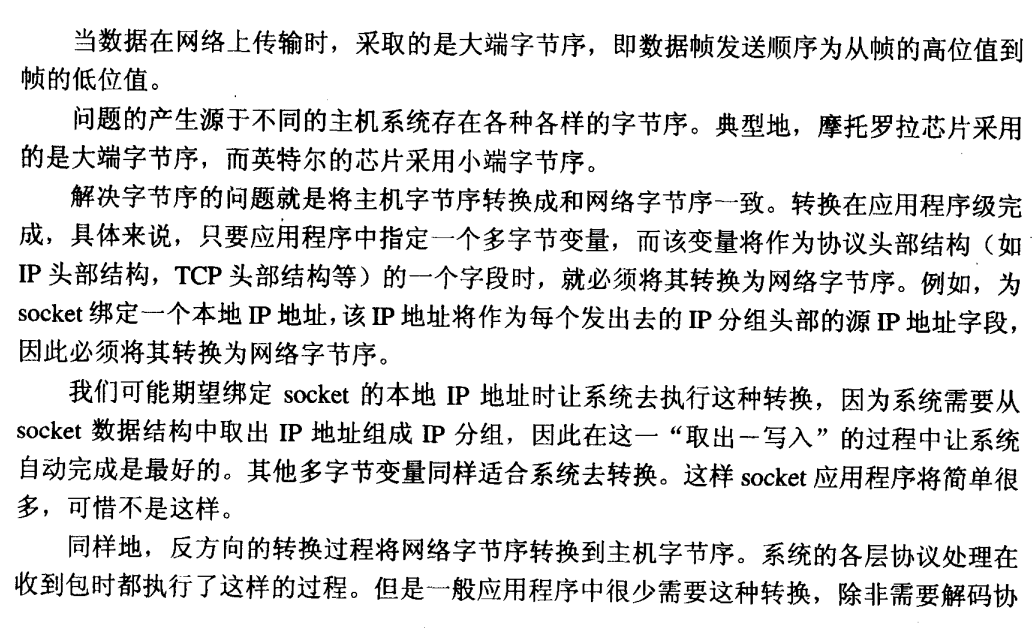 当数据在网络上传输时，采取的是大端字节序，即数据帧发送顺序为从帧的高位值到
帧的低位值。
问题的产生源于不同的主机系统存在各种各样的字节序。典型地，摩托罗拉芯片采用
的是大端字节序，而英特尔的芯片采用小端字节序。
解决字节序的问题就是将主机字节序转换成和网络字节序一致。转换在应用程序级完
成，具体来说，只要应用程序中指定一个多字节变量，而该变量将作为协议头部结构（如
IP 头部结构，TCP 头部结构等）的一个字段时，就必须将其转换为网络字节序。例如，为
socket 绑定一个本地 IP 地址，该 IP 地址将作为每个发出去的 IP 分组头部的源 IP 地址字段，
因此必须将其转换为网络字节序。
我们可能期望绑定 socket 的本地 IP 地址时让系统去执行这种转换，因为系统需要从
socket 数据结构中取出 IP 地址组成 IP 分组，因此在这一“取出－写入”的过程中让系统
自动完成是最好的。其他多字节变量同样适合系统去转换。这样 socket 应用程序将简单很
多，可惜不是这样。
同样地，反方向的转换过程将网络字节序转换到主机字节序。系统的各层协议处理在
收到包时都执行了这样的过程。但是一般应用程序中很少需要这种转换，除非需要解码协